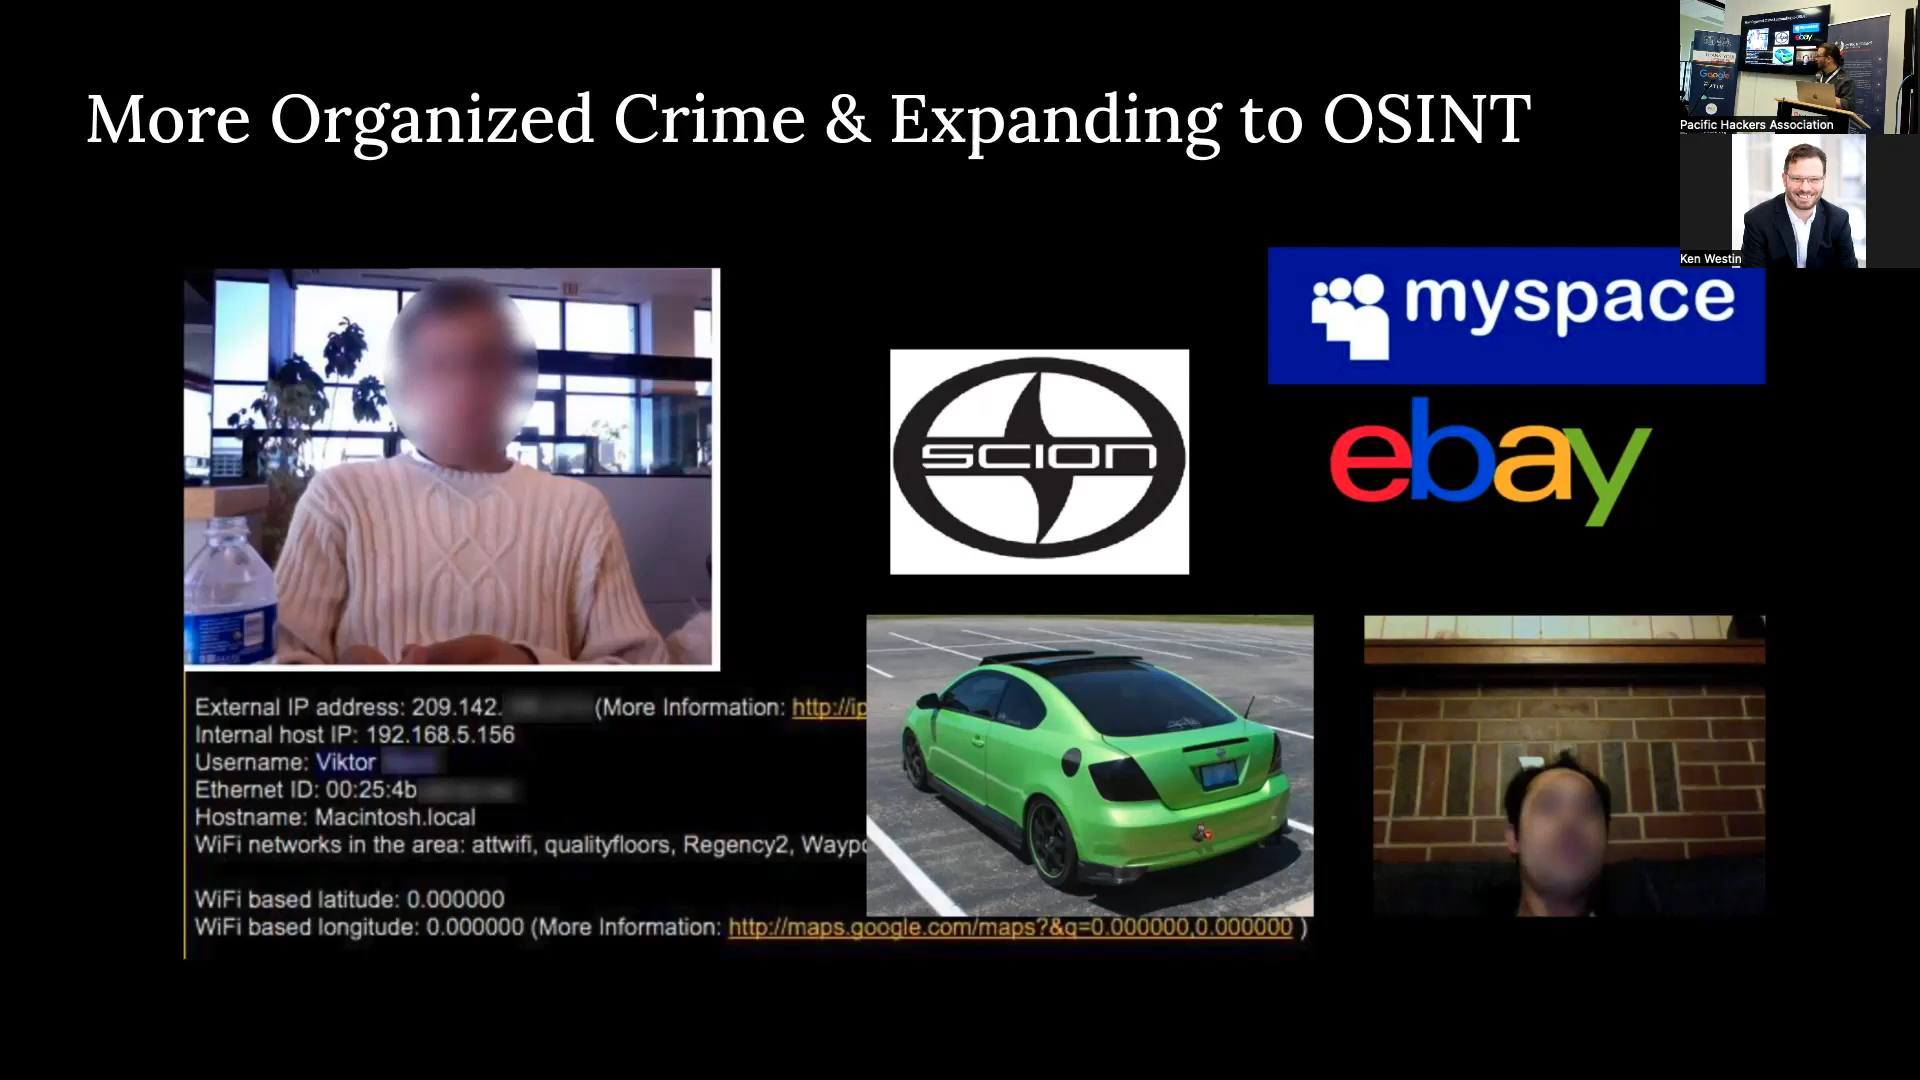 More Organized Crime & Expanding to OSINT
Google
ebay
Pacific Hackers Association
Ken Westin
myspace
ebay
SCION
External IP address: 209.142. (More Information: http://ip
Internal host IP: 192.168.5.156
Username: Viktor
Ethernet ID: 00:25:4b
Hostname: Macintosh.local
WiFi networks in the area: attwifi, qualityfloors, Regency2, Waypo
WiFi based latitude: 0.000000
WiFi based longitude: 0.000000 (More Information: http://maps.google.com/maps?&q=0.000000,0.000000 )